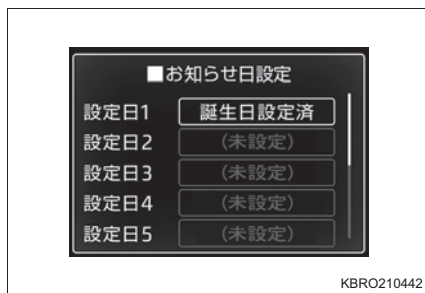 ■お知らせ日設定
設定日1 誕生日設定済
設定日2 (未設定)
設定日3 (未設定)
設定日4 (未設定)
設定日5 (未設定)
KBRO210442